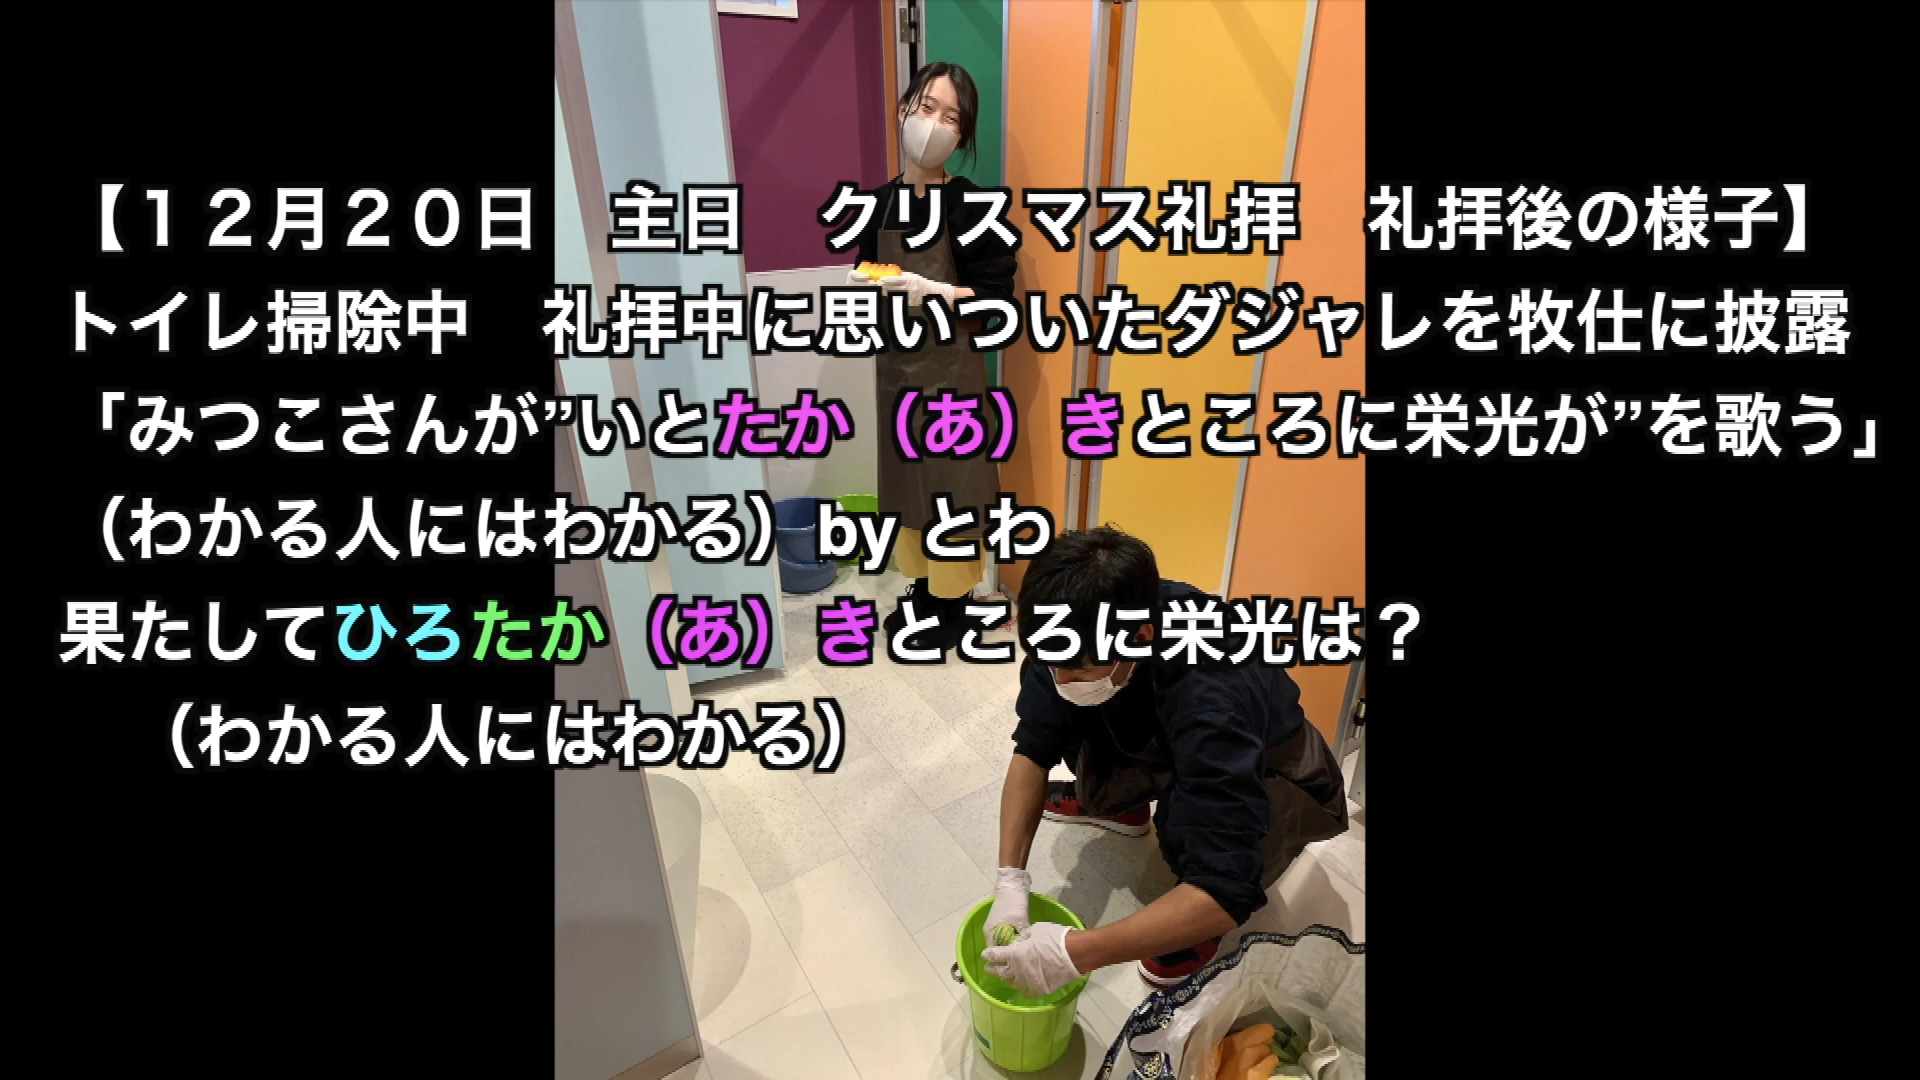 【１２月２０日　主日　クリスマス礼拝　礼拝後の様子】
トイレ掃除中　礼拝中に思いついたダジャレを牧仕に披露
「みつこさんが”いとたか（あ）きところに栄光が”を歌う」
（わかる人にはわかる）by とわ
果たしてひろたか（あ）きところに栄光は？
（わかる人にはわかる）